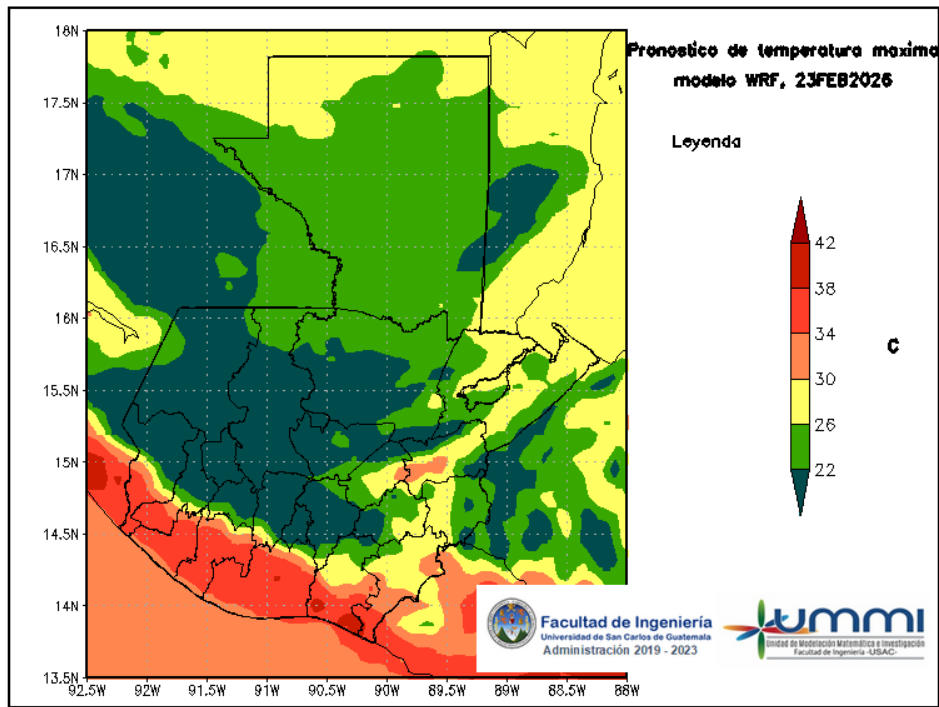 Pronostico de temperatura maxima
modelo WRF, 23FEB2026
Leyenda
42
38
34
30
26
22
C
18N
17.5N
17N
16.5N
16N
15.5N
15N
14.5N
14N
13.5N
92.5W
92W
91.5W
91W
90.5W
90W
89.5W
89W
88.5W
88W
Facultad de Ingeniería
Universidad de San Carlos de Guatemala
Administración 2019 - 2023
UMMI
Unidad de Modelación Matemática e Investigación
Facultad de Ingeniería -USAC-